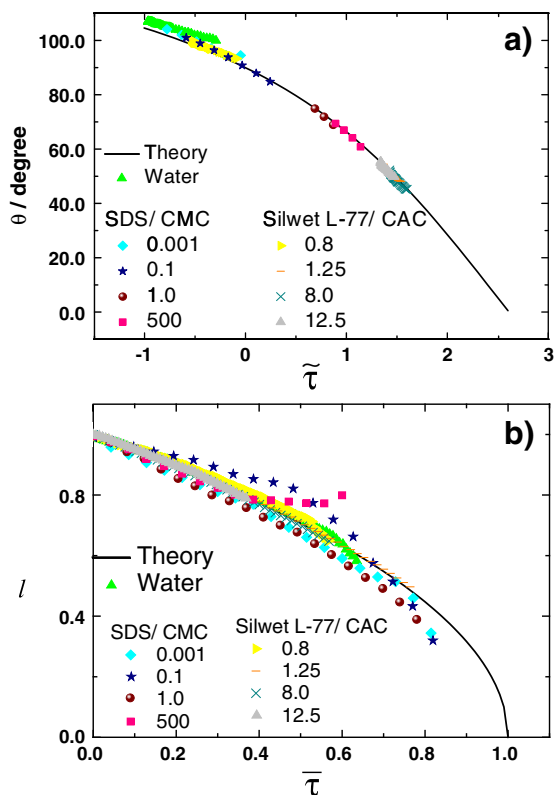 a)
θ / degree
100.0
80.0
60.0
40.0
20.0
0.0
Theory
Water
SDS/ CMC Silwet L-77/ CAC
0.001 0.8
0.1 1.25
1.0 8.0
500 12.5
-1 0 1 2 3
τ̃
b)
l
0.8
0.4
0.0
Theory
Water
SDS/ CMC Silwet L-77/ CAC
0.001 0.8
0.1 1.25
1.0 8.0
500 12.5
0.0 0.2 0.4 0.6 0.8 1.0
τ̅